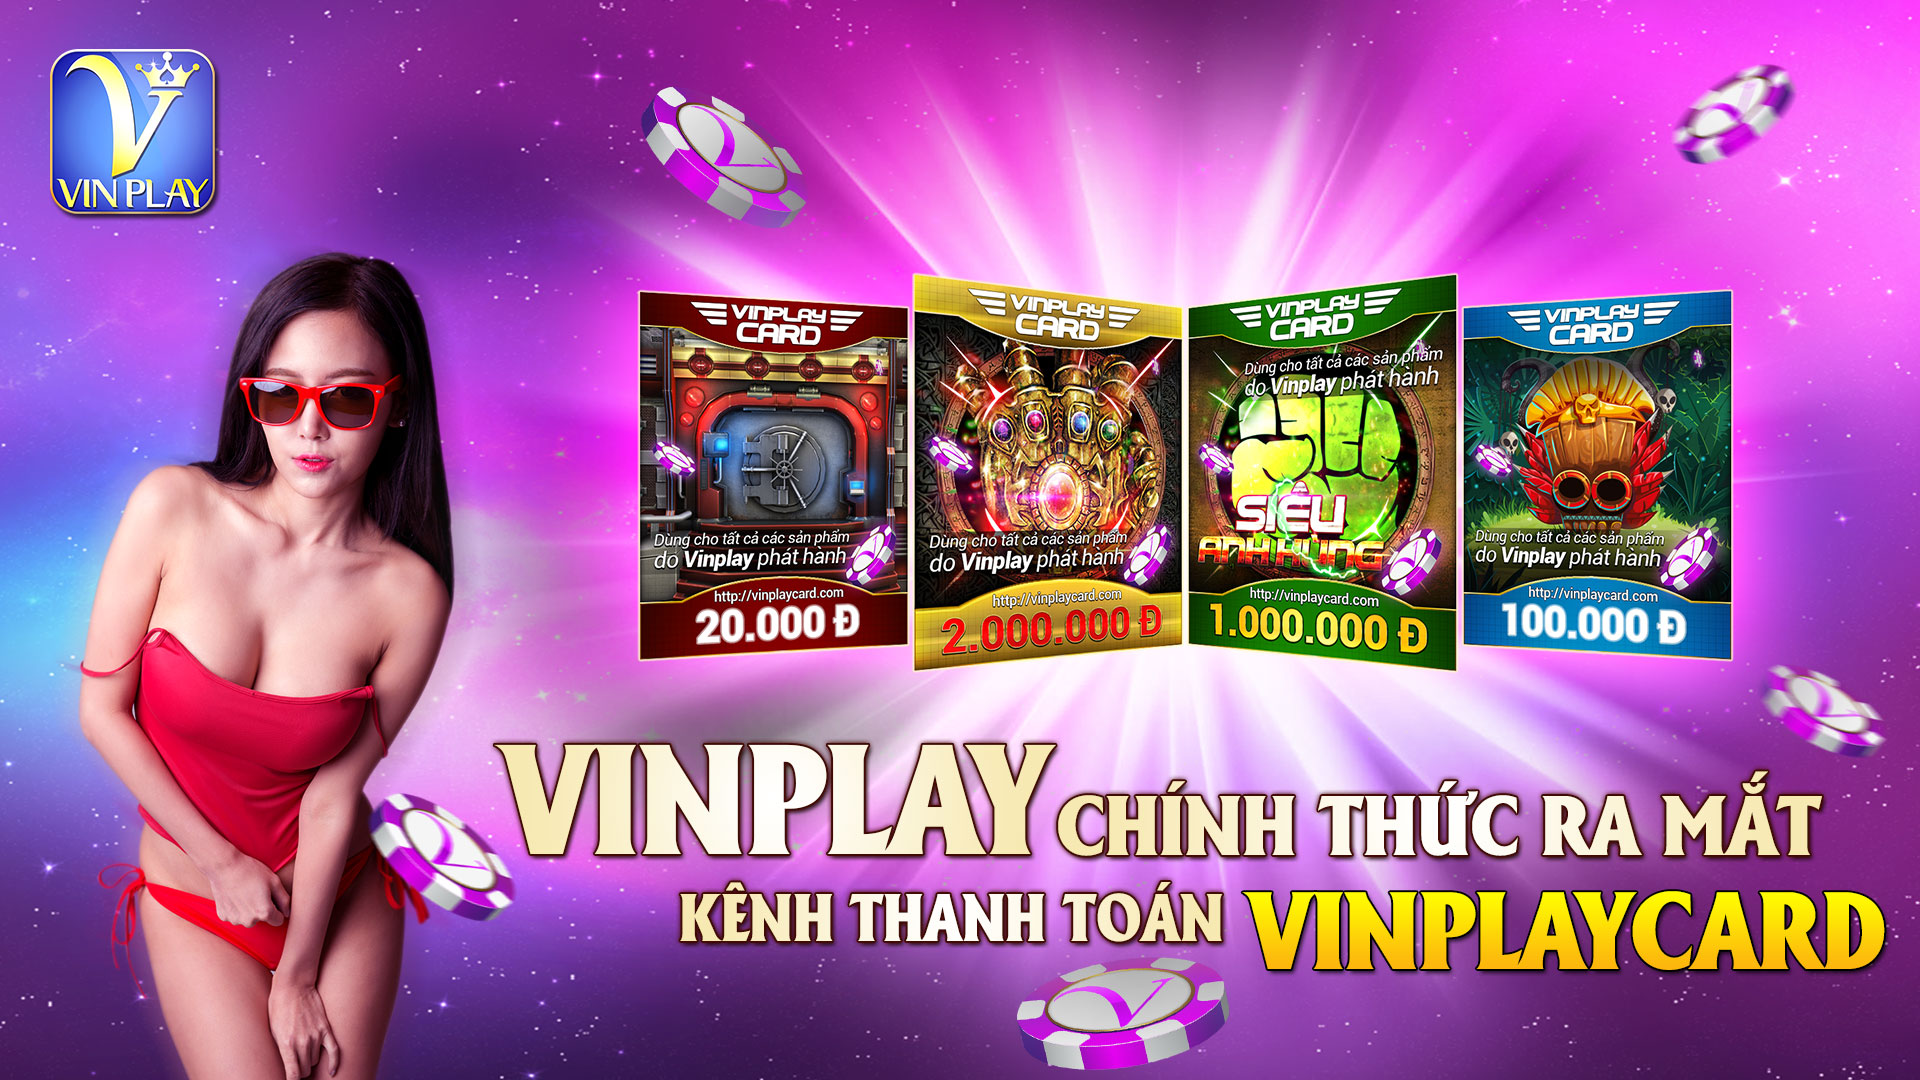 VIN PLAY
VINPLAY
CARD
Dùng cho tất cả các sản phẩm
do Vinplay phát hành
http://vinplaycard.com
20.000 Đ
VINPLAY
CARD
Dùng cho tất cả các sản phẩm
do Vinplay phát hành
http://vinplaycard.com
2.000.000 Đ
VINPLAY
CARD
Dùng cho tất cả các sản phẩm
do Vinplay phát hành
SIÊU
ANH HÙNG
http://vinplaycard.com
1.000.000 Đ
VINPLAY
CARD
Dùng cho tất cả các sản phẩm
do Vinplay phát hành
http://vinplaycard.com
100.000 Đ
VINPLAY CHÍNH THỨC RA MẮT
KÊNH THANH TOÁN VINPLAYCARD